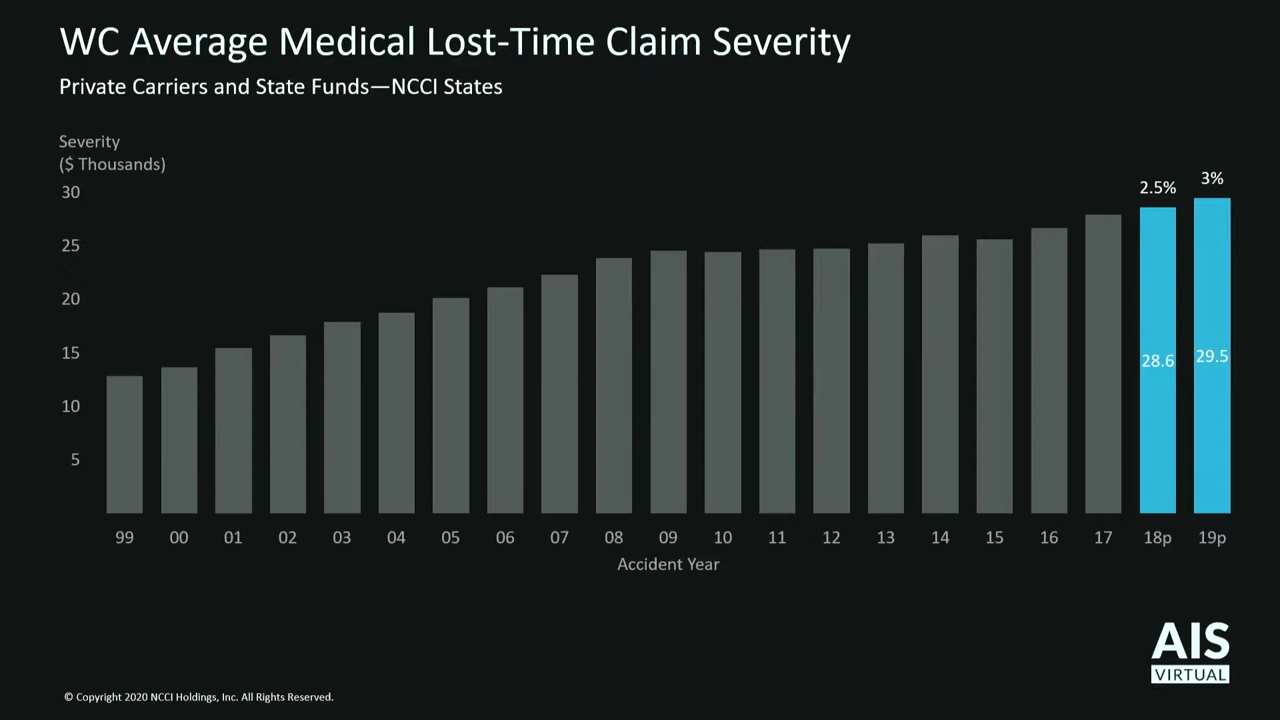 WC Average Medical Lost-Time Claim Severity
Private Carriers and State Funds—NCCI States
Severity
($ Thousands)
30
25
20
15
10
5
2.5%
3%
28.6
29.5
99 00 01 02 03 04 05 06 07 08 09 10 11 12 13 14 15 16 17 18p 19p
Accident Year
AIS
VIRTUAL
© Copyright 2020 NCCI Holdings, Inc. All Rights Reserved.